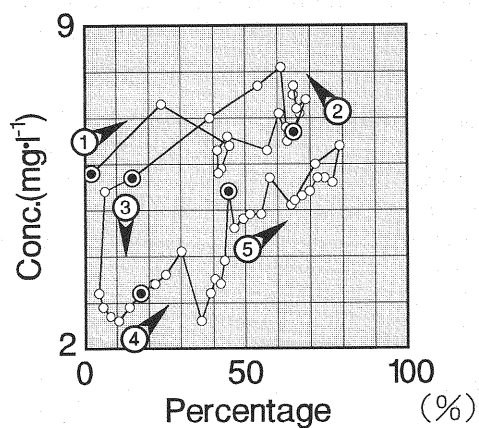 9
Conc.(mg·l⁻¹)
① ② ③ ④ ⑤
2
0 50 100
Percentage (%)